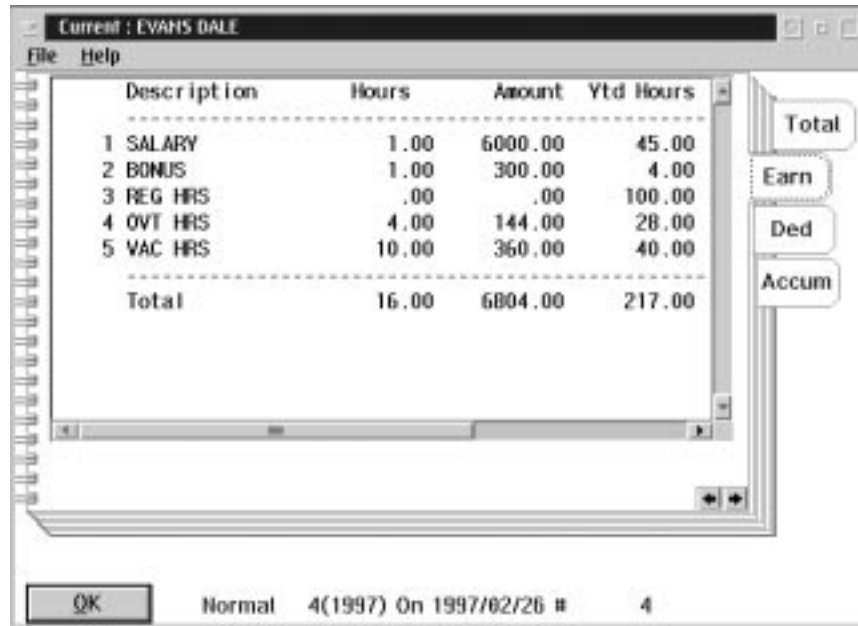 Current : EVANS DALE
File Help
Description Hours Amount Ytd Hours
1 SALARY 1.00 6000.00 45.00
2 BONUS 1.00 300.00 4.00
3 REG HRS .00 .00 100.00
4 OVT HRS 4.00 144.00 28.00
5 VAC HRS 10.00 360.00 40.00
Total 16.00 6804.00 217.00
Total
Earn
Ded
Accum
OK Normal 4(1997) On 1997/02/26 # 4